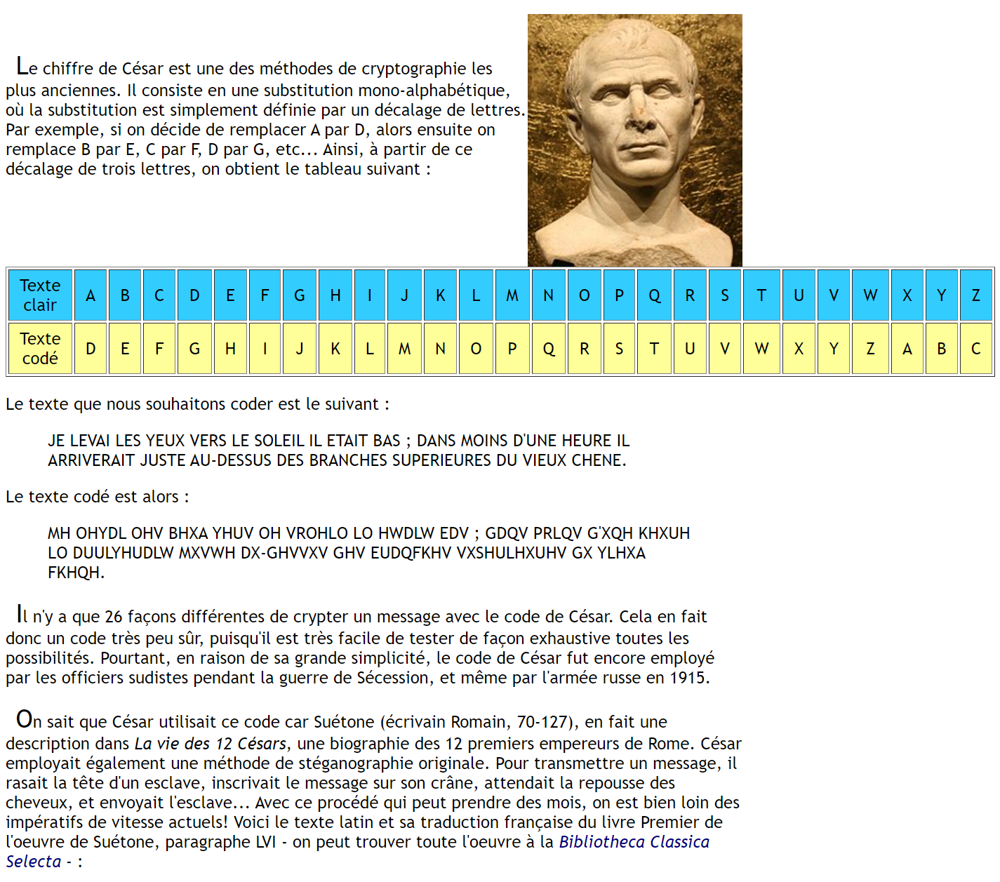 Le chiffre de César est une des méthodes de cryptographie les
plus anciennes. Il consiste en une substitution mono-alphabétique,
où la substitution est simplement définie par un décalage de lettres.
Par exemple, si on décide de remplacer A par D, alors ensuite on
remplace B par E, C par F, D par G, etc... Ainsi, à partir de ce
décalage de trois lettres, on obtient le tableau suivant :
Texte clair A B C D E F G H I J K L M N O P Q R S T U V W X Y Z
Texte codé D E F G H I J K L M N O P Q R S T U V W X Y Z A B C
Le texte que nous souhaitons coder est le suivant :
JE LEVAI LES YEUX VERS LE SOLEIL IL ETAIT BAS ; DANS MOINS D'UNE HEURE IL
ARRIVERAIT JUSTE AU-DESSUS DES BRANCHES SUPERIEURES DU VIEUX CHENE.
Le texte codé est alors :
MH OHYDL OHV BHXA YHUV OH VROHLO LO HWDLW EDV ; GDQV PRLQV G'XQH KHXUH
LO DUULYHUDLW MXVWH DX-GHVVXV GHV EUDQFKHV VXSHULHXUHV GX YLHXA
FKHQH.
Il n'y a que 26 façons différentes de crypter un message avec le code de César. Cela en fait
donc un code très peu sûr, puisqu'il est très facile de tester de façon exhaustive toutes les
possibilités. Pourtant, en raison de sa grande simplicité, le code de César fut encore employé
par les officiers sudistes pendant la guerre de Sécession, et même par l'armée russe en 1915.
On sait que César utilisait ce code car Suétone (écrivain Romain, 70-127), en fait une
description dans La vie des 12 Césars, une biographie des 12 premiers empereurs de Rome. César
employait également une méthode de stéganographie originale. Pour transmettre un message, il
rasait la tête d'un esclave, inscrivait le message sur son crâne, attendait la repousse des
cheveux, et envoyait l'esclave... Avec ce procédé qui peut prendre des mois, on est bien loin des
impératifs de vitesse actuels! Voici le texte latin et sa traduction française du livre Premier de
l'oeuvre de Suétone, paragraphe LVI - on peut trouver toute l'oeuvre à la Bibliotheca Classica
Selecta - :